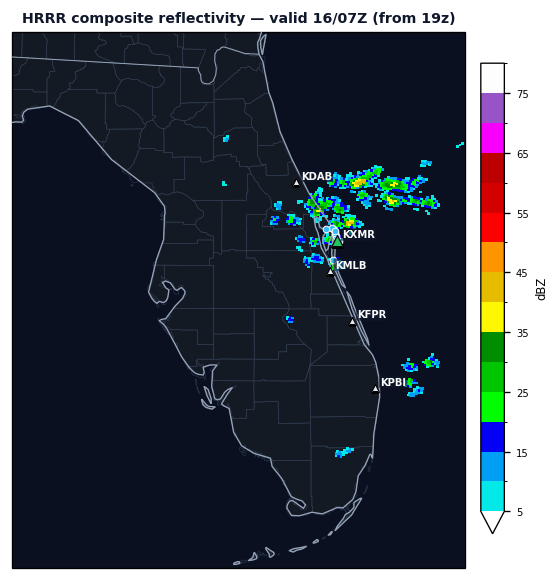 HRRR composite reflectivity — valid 16/07Z (from 19z)
KDAB
KXMR
KMLB
KFPR
KPBI
75
65
55
45
35
25
15
5
dBZ